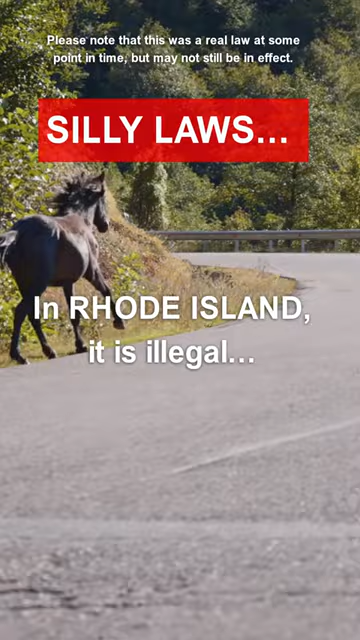 Please note that this was a real law at some
point in time, but may not still be in effect.
SILLY LAWS...
In RHODE ISLAND,
it is illegal...